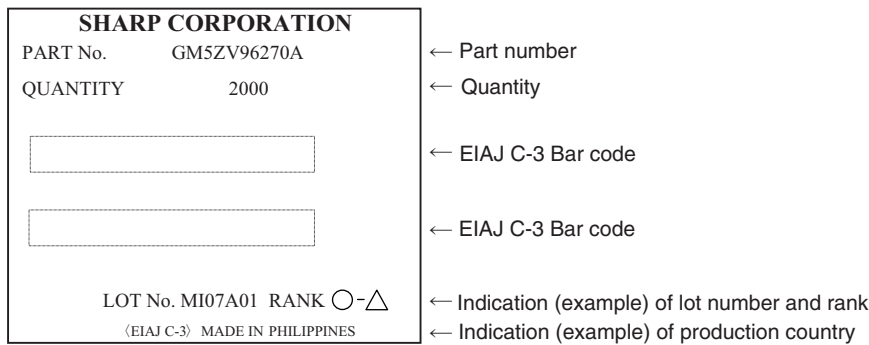 SHARP CORPORATION
PART No. GM5ZV96270A ← Part number
QUANTITY 2000 ← Quantity
← EIAJ C-3 Bar code
← EIAJ C-3 Bar code
LOT No. MI07A01 RANK ○-△ ← Indication (example) of lot number and rank
〈EIAJ C-3〉 MADE IN PHILIPPINES ← Indication (example) of production country